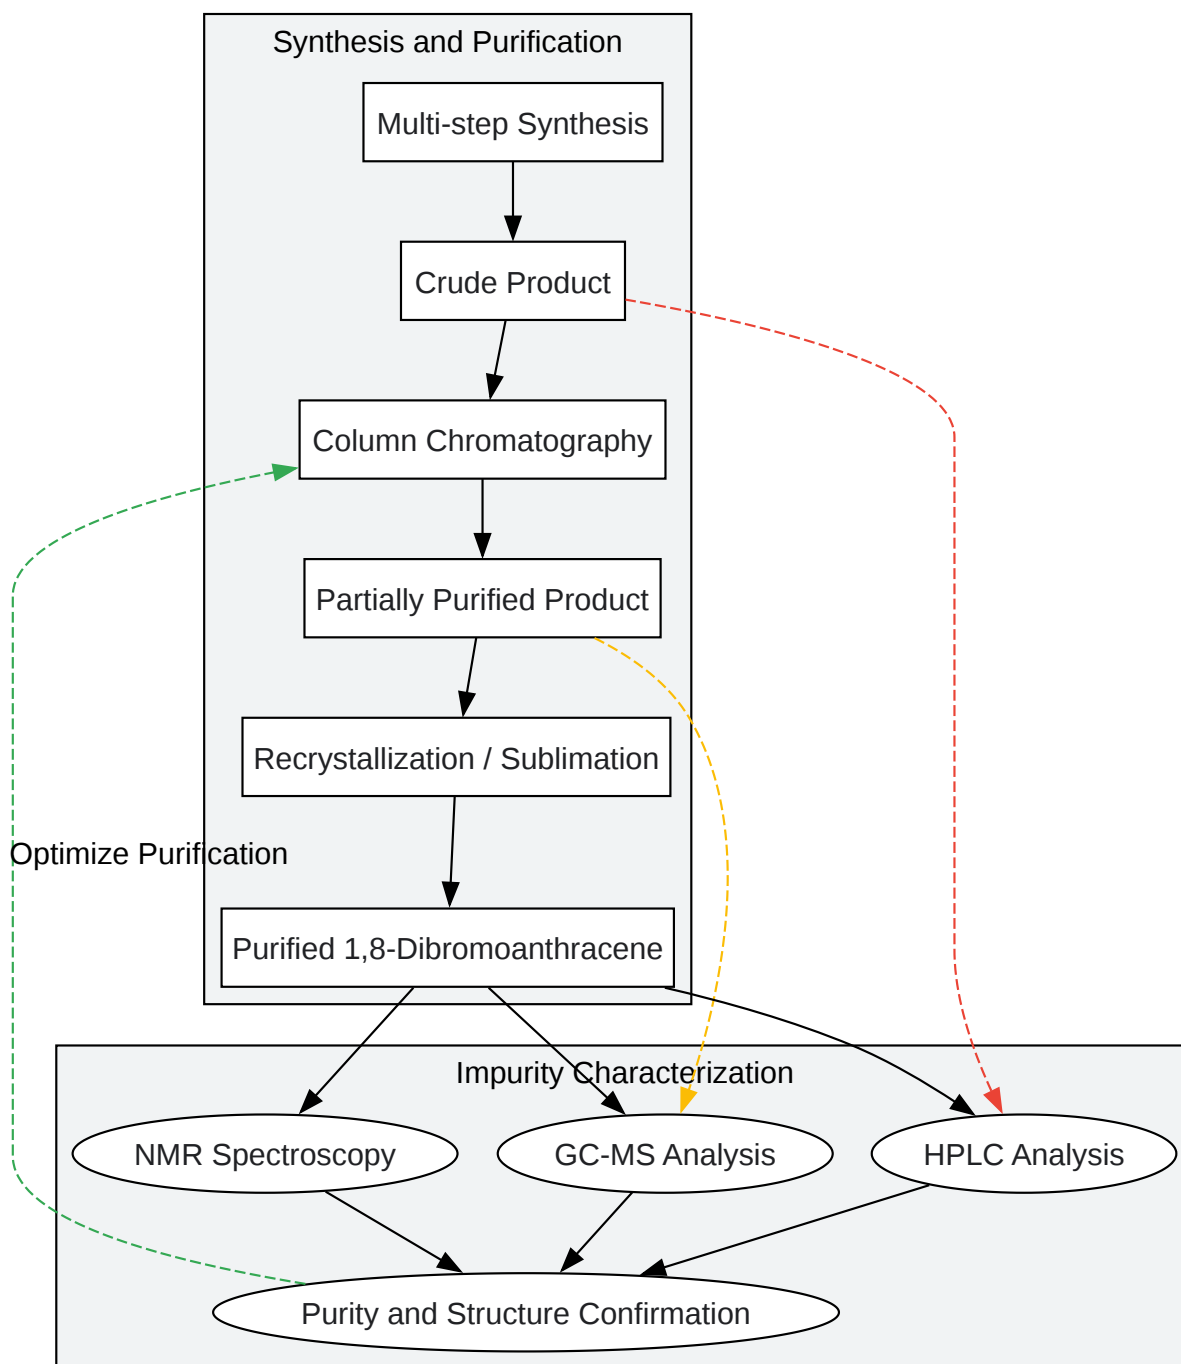 Synthesis and Purification
Multi-step Synthesis
Crude Product
Column Chromatography
Partially Purified Product
Recrystallization / Sublimation
Optimize Purification
Purified 1,8-Dibromoanthracene
Impurity Characterization
NMR Spectroscopy
GC-MS Analysis
HPLC Analysis
Purity and Structure Confirmation